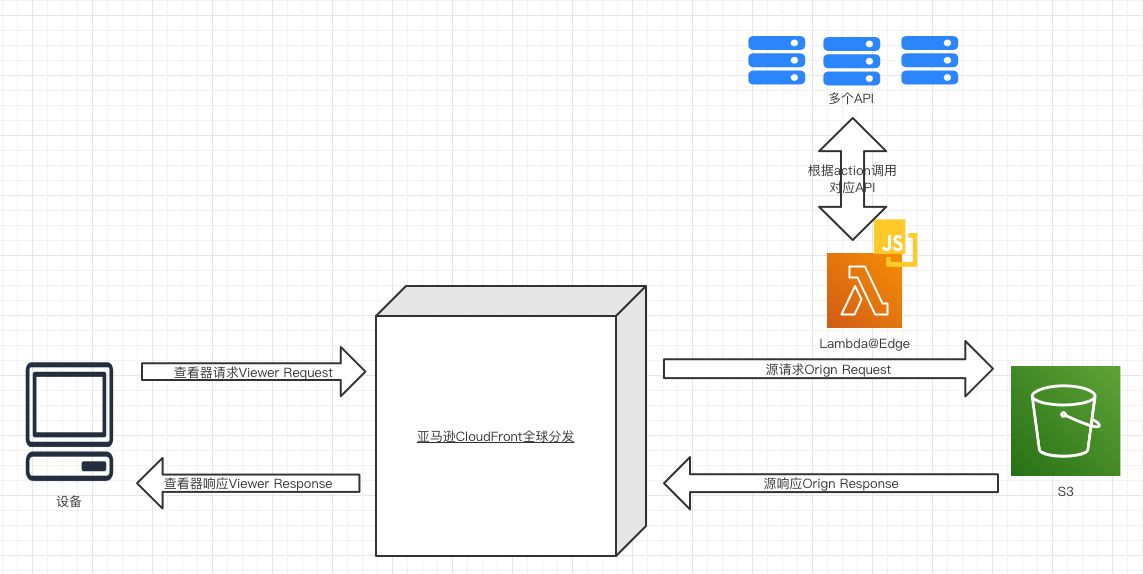 多个API
根据action调用
对应API
JS
Lambda@Edge
查看器请求Viewer Request
源请求Orign Request
亚马逊CloudFront全球分发
查看器响应Viewer Response
源响应Orign Response
设备
S3